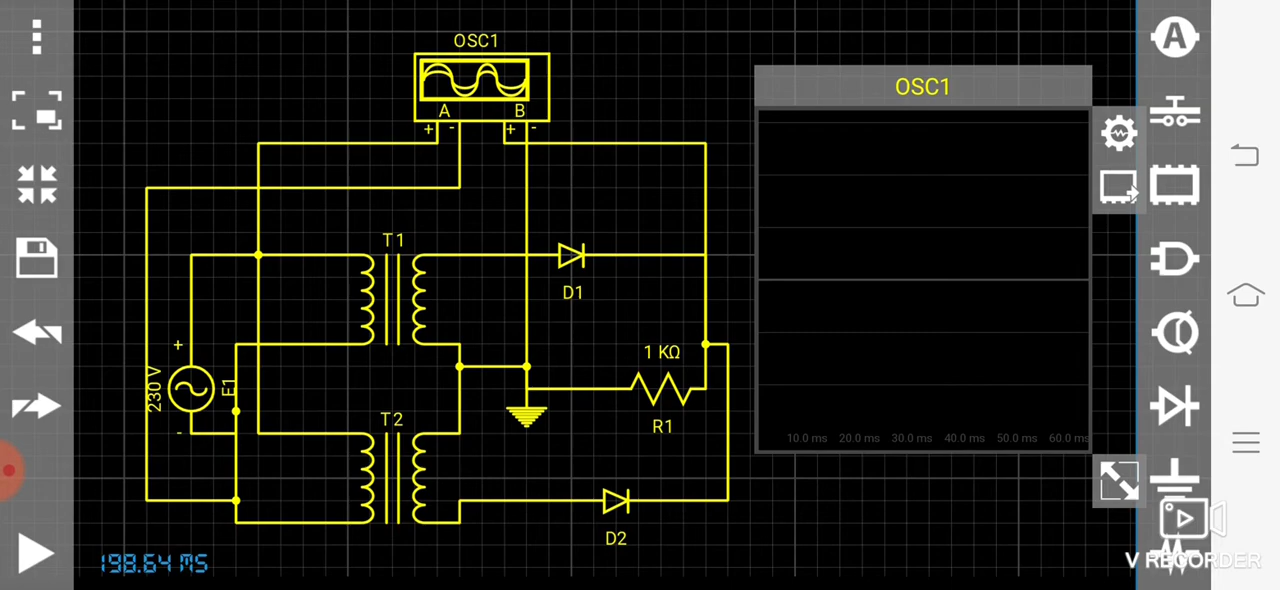 OSC1
A B
+ - + -
OSC1
T1
D1
+
230 V
E1
-
1 KΩ
R1
T2
D2
10.0 ms 20.0 ms 30.0 ms 40.0 ms 50.0 ms 60.0 ms
198.64 MS
A
V RECORDER